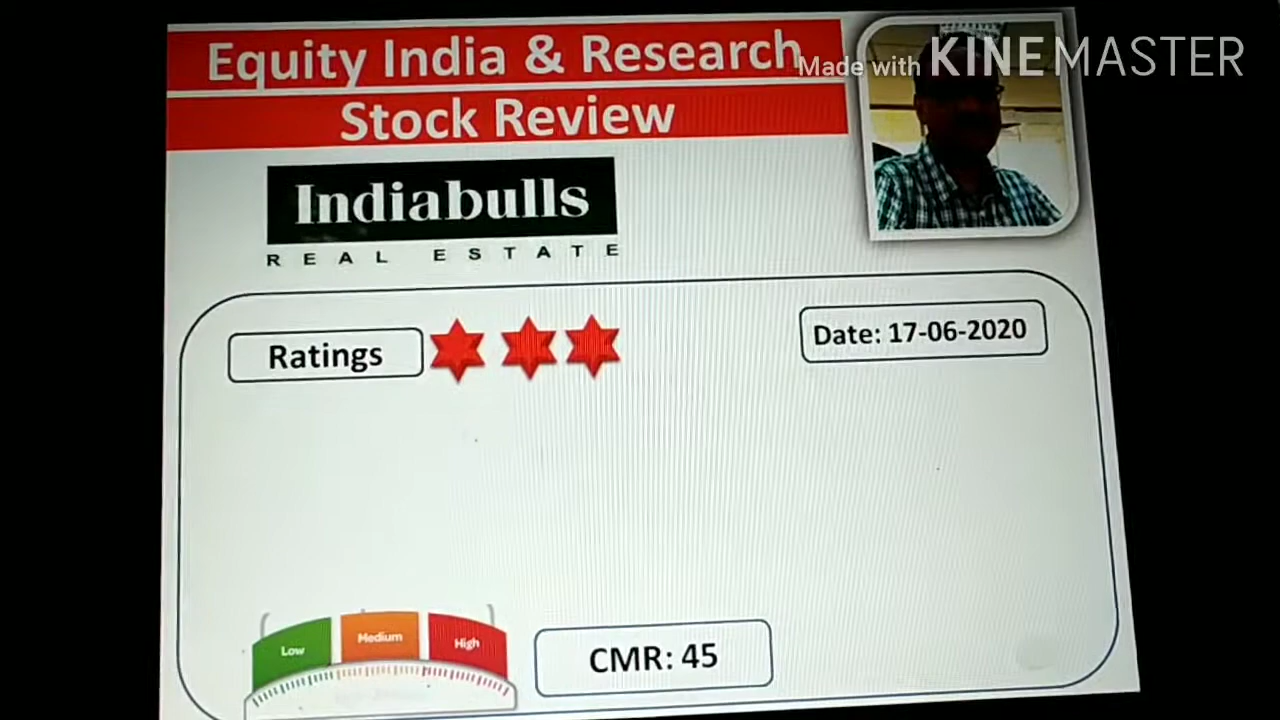 Equity India & Research
Made with KINEMASTER
Stock Review
Indiabulls
REAL ESTATE
Ratings
Date: 17-06-2020
Low
Medium
High
CMR: 45